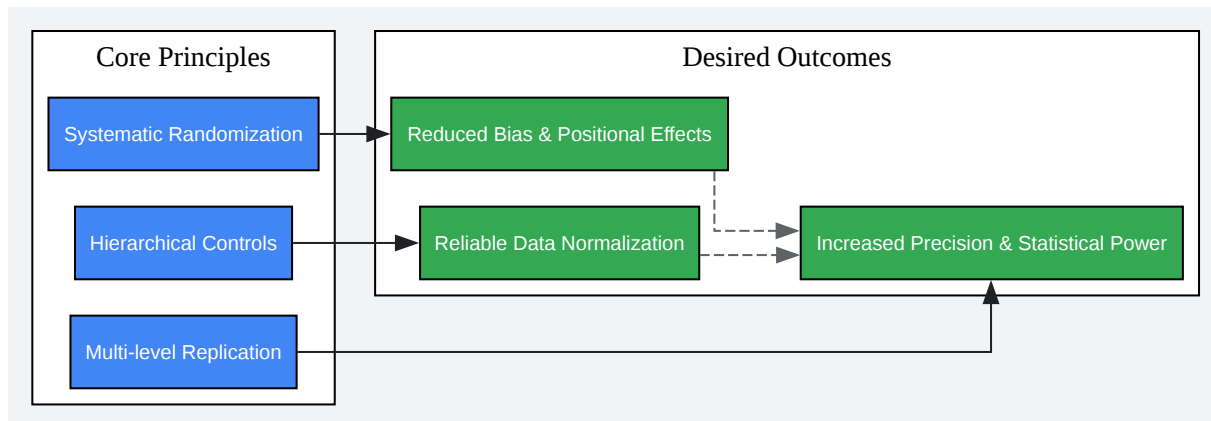 Core Principles
Desired Outcomes
Systematic Randomization
Reduced Bias & Positional Effects
Hierarchical Controls
Reliable Data Normalization
Increased Precision & Statistical Power
Multi-level Replication